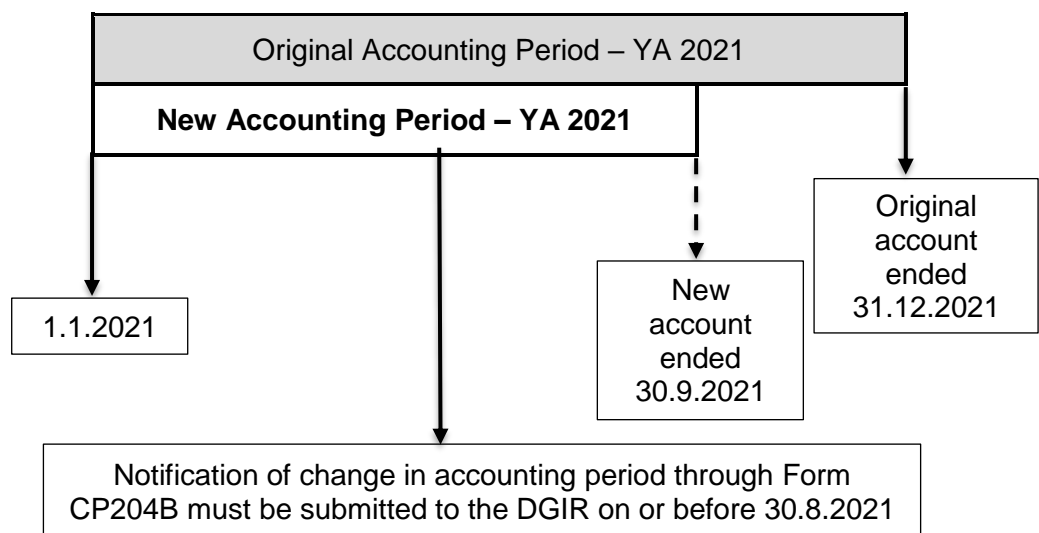 Original Accounting Period – YA 2021
New Accounting Period – YA 2021
1.1.2021
New
account
ended
30.9.2021
Original
account
ended
31.12.2021
Notification of change in accounting period through Form
CP204B must be submitted to the DGIR on or before 30.8.2021